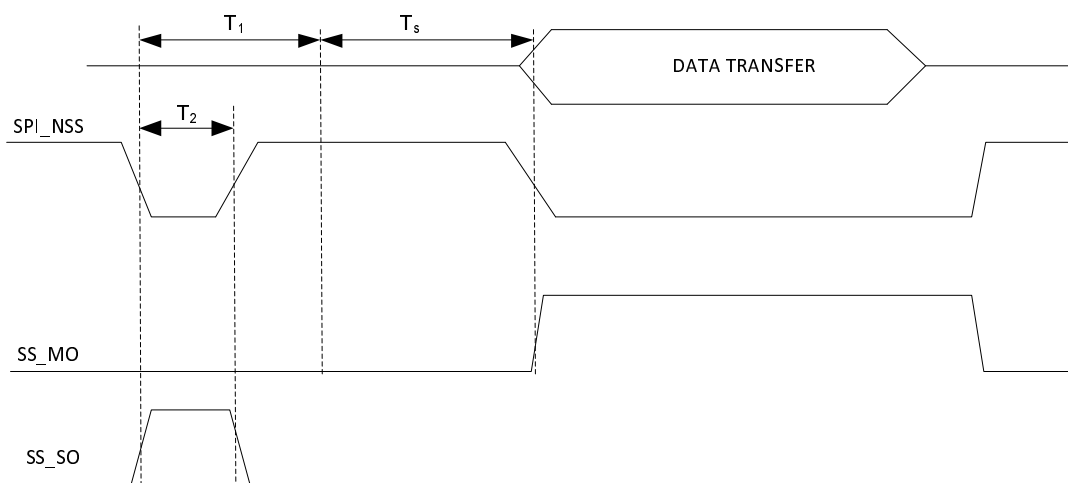 T1
Ts
DATA TRANSFER
T2
SPI_NSS
SS_MO
SS_SO